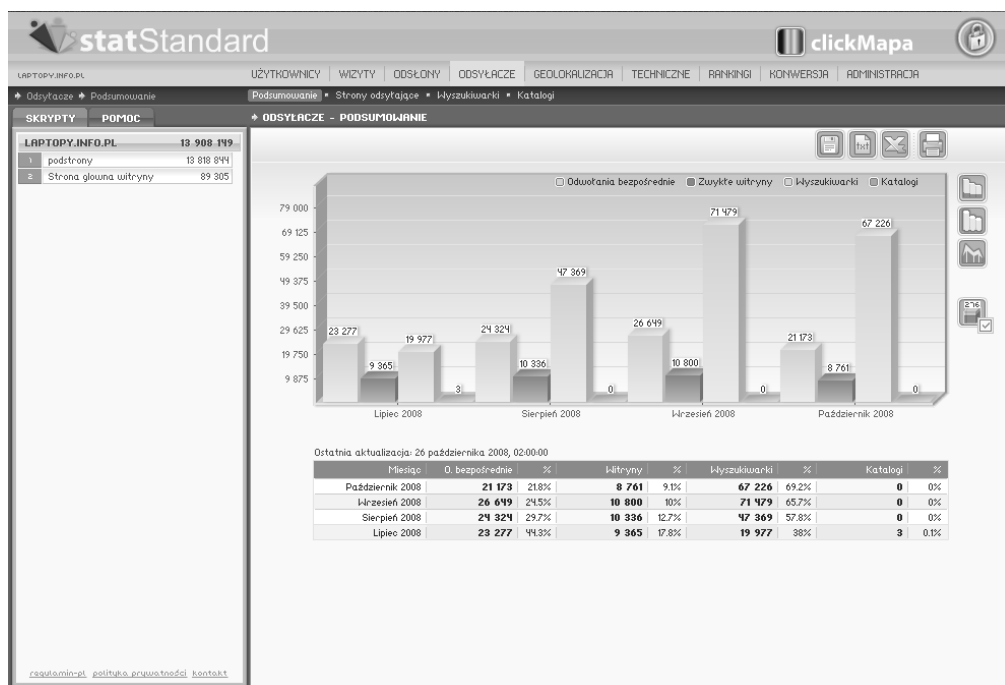 statStandard
clickMapa
LAPTOPY.INFO.PL
UŻYTKOWNICY WIZYTY ODSŁONY ODSYŁACZE GEOLOKALIZACJA TECHNICZNE RANKINGI KONWERSJA ADMINISTRACJA
Odsyłacze Podsumowanie
Podsumowanie Strony odsyłające Wyszukiwarki Katalogi
SKRYPTY POMOC
ODSYŁACZE - PODSUMOWANIE
LAPTOPY.INFO.PL 13 908 149
1 podstrony 13 818 844
2 Strona glowna witryny 89 305
txt
Odwołania bezpośrednie Zwykłe witryny Wyszukiwarki Katalogi
79 000
69 125
59 250
49 375
39 500
29 625
19 750
9 875
23 277 9 365 19 977 3
24 324 10 336 47 369 0
26 649 10 800 71 479 0
21 173 8 761 67 226 0
276
Lipiec 2008 Sierpień 2008 Wrzesień 2008 Październik 2008
Ostatnia aktualizacja: 26 października 2008, 02:00:00
Miesiąc O. bezpośrednie % Witryny % Wyszukiwarki % Katalogi %
Październik 2008 21 173 21.8% 8 761 9.1% 67 226 69.2% 0 0%
Wrzesień 2008 26 649 24.5% 10 800 10% 71 479 65.7% 0 0%
Sierpień 2008 24 324 29.7% 10 336 12.7% 47 369 57.8% 0 0%
Lipiec 2008 23 277 44.3% 9 365 17.8% 19 977 38% 3 0.1%
regulamin-pl polityka prywatności kontakt